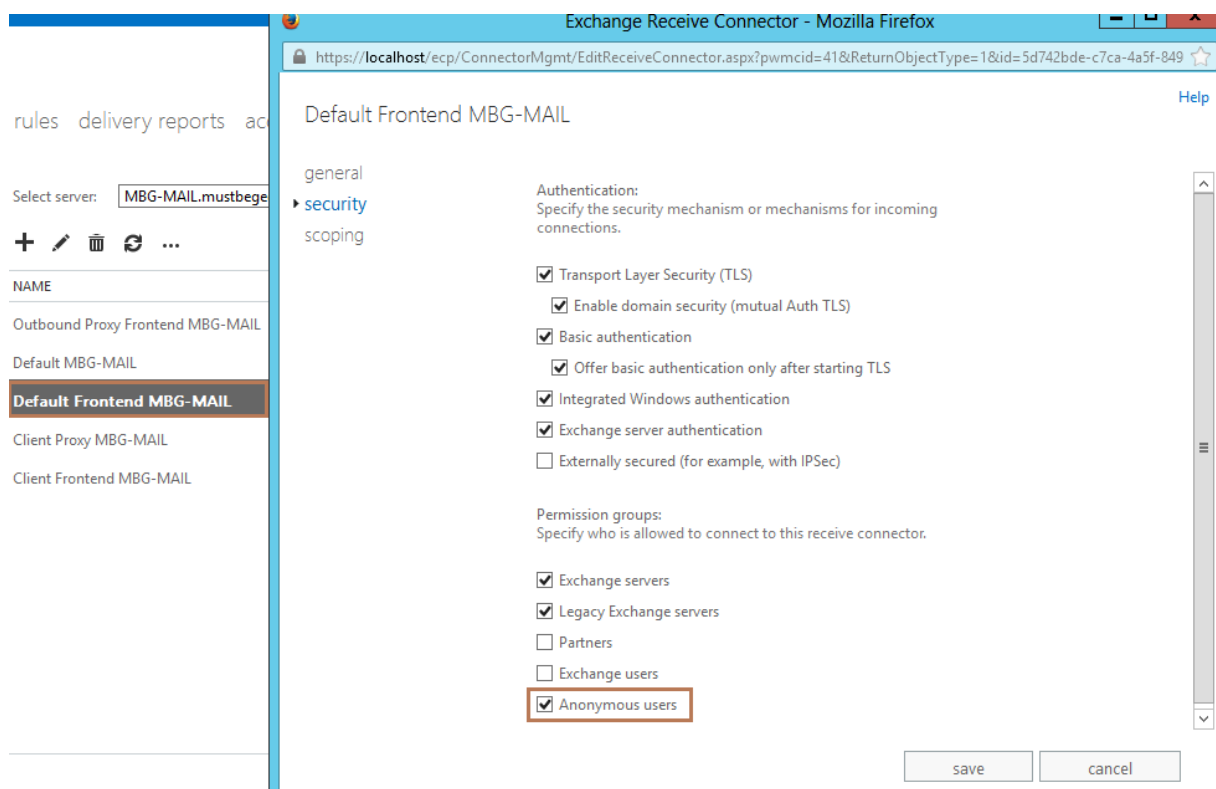 Exchange Receive Connector - Mozilla Firefox
https://localhost/ecp/ConnectorMgmt/EditReceiveConnector.aspx?pwmcid=41&ReturnObjectType=1&id=5d742bde-c7ca-4a5f-849
Help
rules delivery reports
Select server: MBG-MAIL.mustbege
NAME
Outbound Proxy Frontend MBG-MAIL
Default MBG-MAIL
Default Frontend MBG-MAIL
Client Proxy MBG-MAIL
Client Frontend MBG-MAIL
Default Frontend MBG-MAIL
general
security
scoping
Authentication:
Specify the security mechanism or mechanisms for incoming
connections.
Transport Layer Security (TLS)
Enable domain security (mutual Auth TLS)
Basic authentication
Offer basic authentication only after starting TLS
Integrated Windows authentication
Exchange server authentication
Externally secured (for example, with IPSec)
Permission groups:
Specify who is allowed to connect to this receive connector.
Exchange servers
Legacy Exchange servers
Partners
Exchange users
Anonymous users
save
cancel